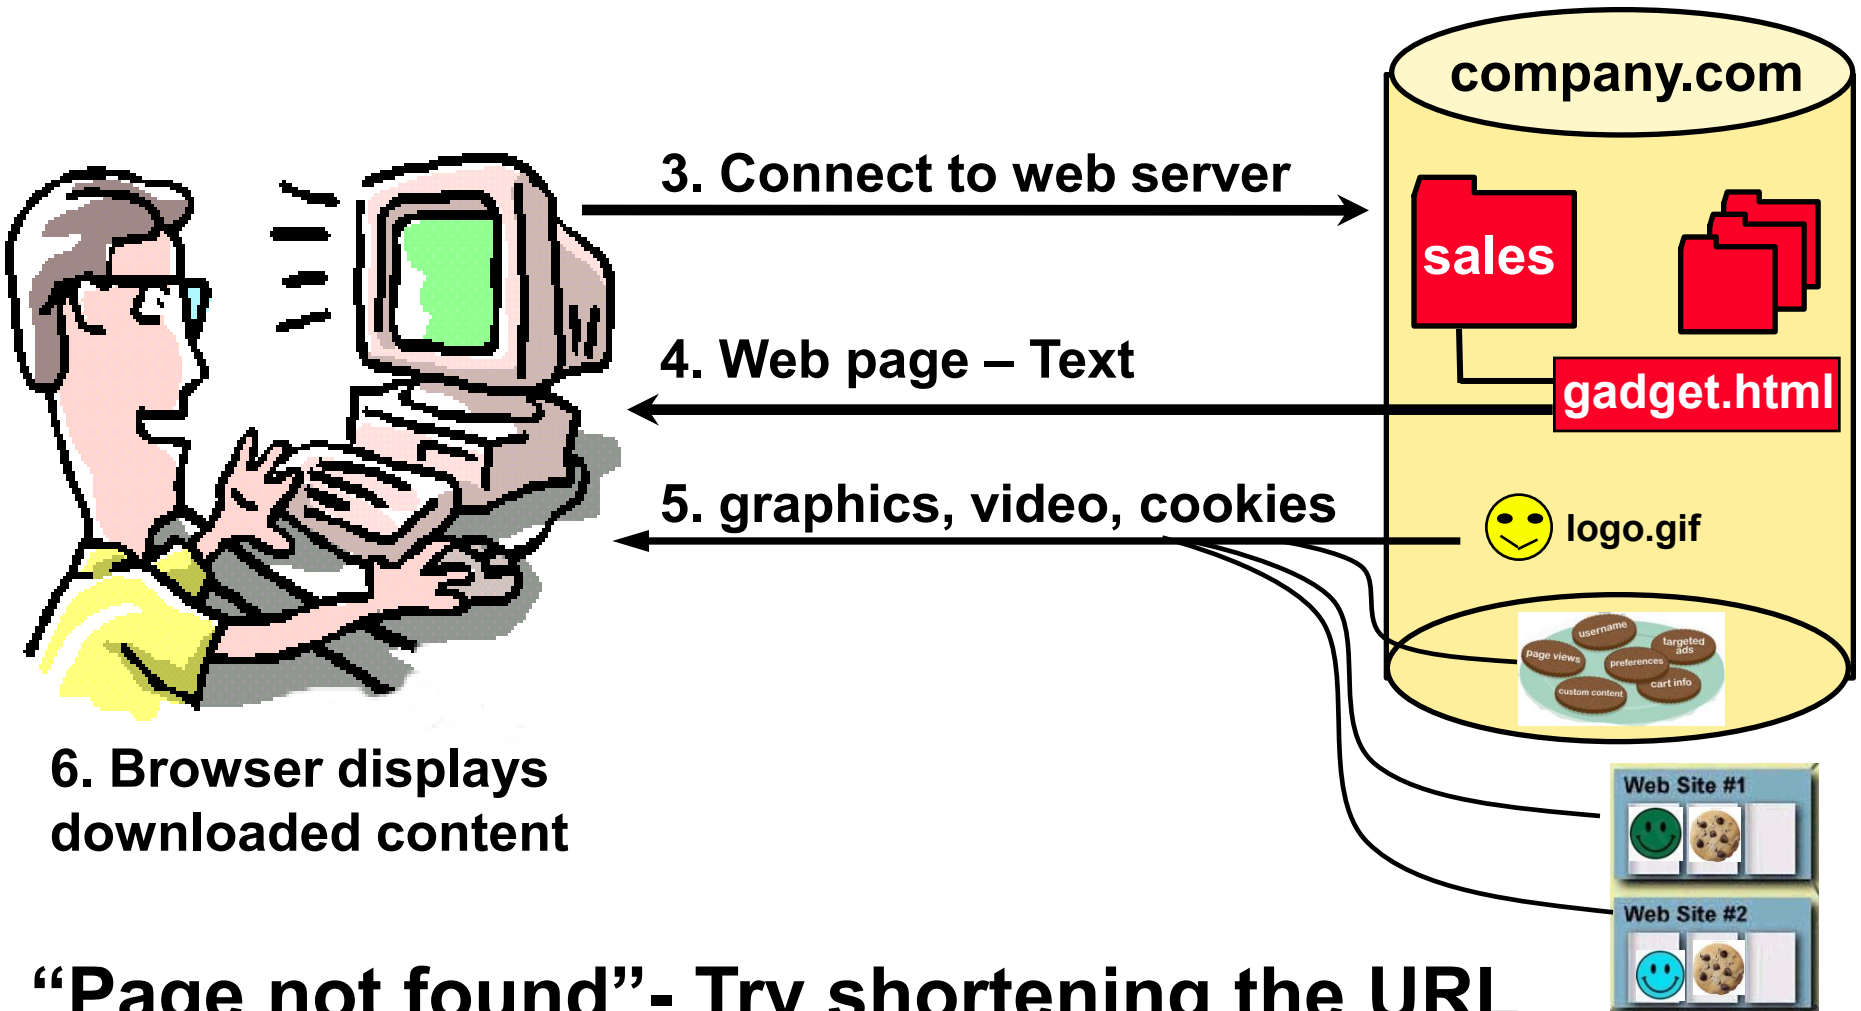 company.com
3. Connect to web server
sales
4. Web page – Text
gadget.html
5. graphics, video, cookies
logo.gif
username
targeted
ads
page views
preferences
cart info
custom content
6. Browser displays
downloaded content
Web Site #1
Web Site #2
“Page not found”- Try shortening the URL